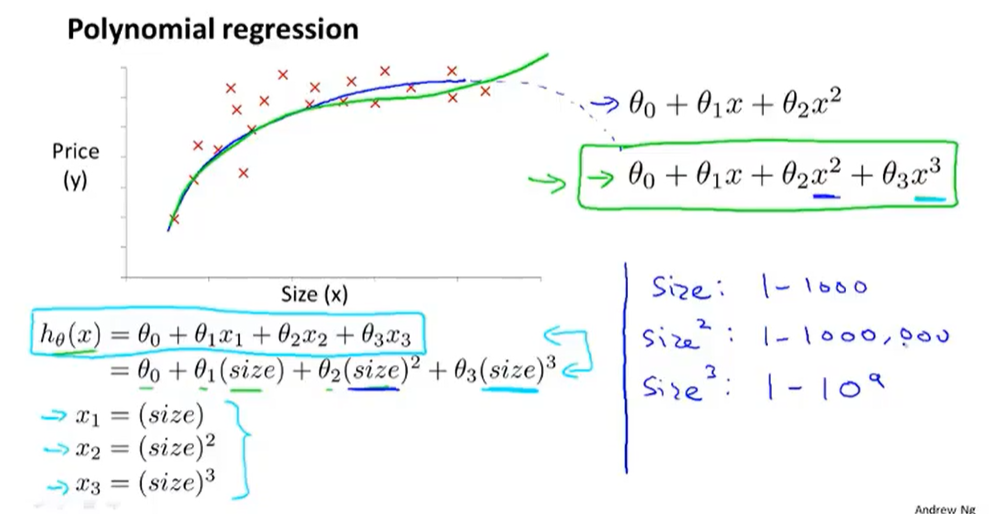 Polynomial regression
Price
(y)
Size (x)
→ θ₀ + θ₁x + θ₂x²
→ → θ₀ + θ₁x + θ₂x² + θ₃x³
h_θ(x) = θ₀ + θ₁x₁ + θ₂x₂ + θ₃x₃
= θ₀ + θ₁(size) + θ₂(size)² + θ₃(size)³
→ x₁ = (size)
→ x₂ = (size)²
→ x₃ = (size)³
Size: 1-1000
Size²: 1-1000,000
Size³: 1-10⁹
Andrew Ng